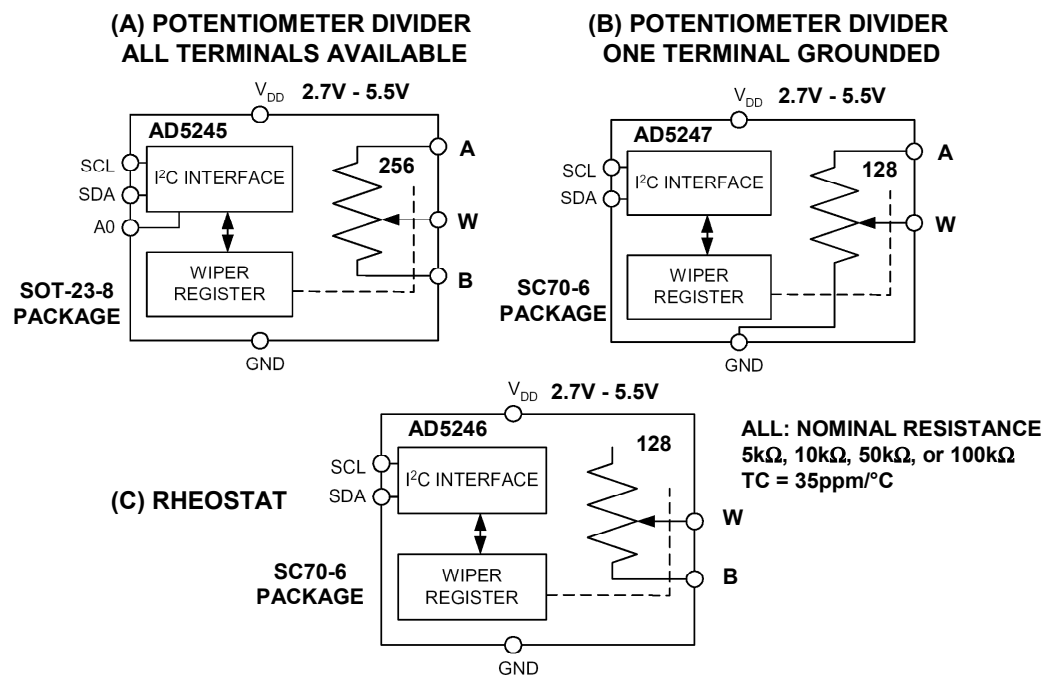 (A) POTENTIOMETER DIVIDER
ALL TERMINALS AVAILABLE
V_DD 2.7V - 5.5V
AD5245
SCL
SDA
A0
I²C INTERFACE
WIPER
REGISTER
256
A
W
B
SOT-23-8
PACKAGE
GND
(B) POTENTIOMETER DIVIDER
ONE TERMINAL GROUNDED
V_DD 2.7V - 5.5V
AD5247
SCL
SDA
I²C INTERFACE
WIPER
REGISTER
128
A
W
SC70-6
PACKAGE
GND
(C) RHEOSTAT
V_DD 2.7V - 5.5V
AD5246
SCL
SDA
I²C INTERFACE
WIPER
REGISTER
128
W
B
SC70-6
PACKAGE
GND
ALL: NOMINAL RESISTANCE
5kΩ, 10kΩ, 50kΩ, or 100kΩ
TC = 35ppm/°C